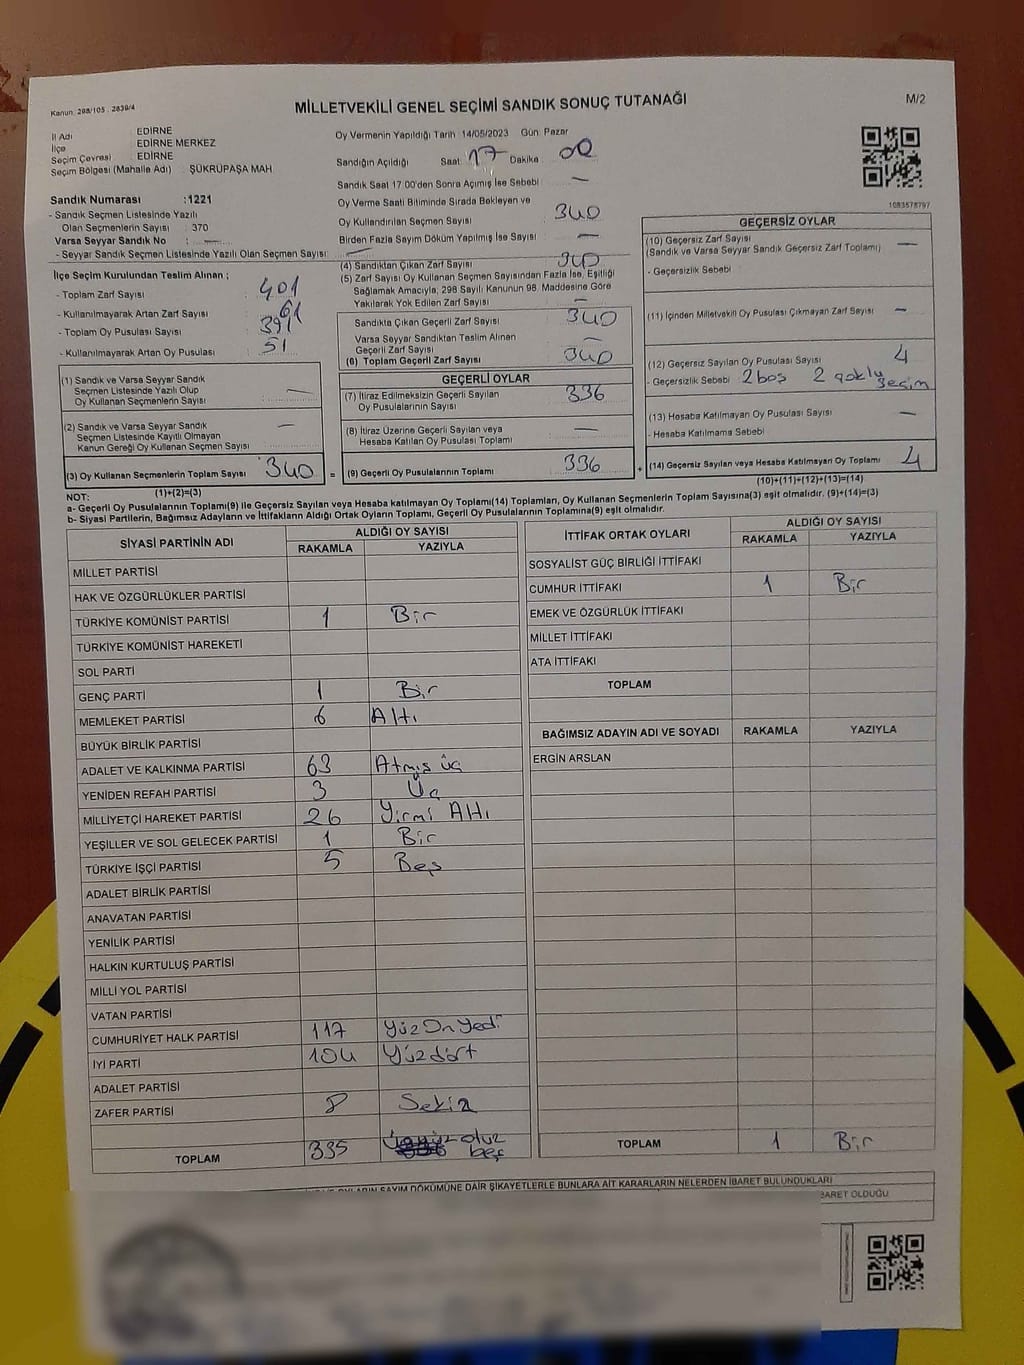 Kanun: 298/105 - 2839/4
MİLLETVEKİLİ GENEL SEÇİMİ SANDIK SONUÇ TUTANAĞI
M/2
İl Adı : EDİRNE
İlçe : EDİRNE MERKEZ
Seçim Çevresi : EDİRNE
Seçim Bölgesi (Mahalle Adı) : ŞÜKRÜPAŞA MAH
Sandık Numarası :1221
- Sandık Seçmen Listesinde Yazılı
Olan Seçmenlerin Sayısı : 370
Varsa Seyyar Sandık No : —
- Seyyar Sandık Seçmen Listesinde Yazılı Olan Seçmen Sayısı : —
İlçe Seçim Kurulundan Teslim Alınan ;
- Toplam Zarf Sayısı : 401
- Kullanılmayarak Artan Zarf Sayısı : 61
- Toplam Oy Pusulası Sayısı : 391
- Kullanılmayarak Artan Oy Pusulası : 51
Oy Vermenin Yapıldığı Tarih : 14/05/2023 Gün: Pazar
Sandığın Açıldığı Saat : 17 Dakika : 00
Sandık Saat 17.00'den Sonra Açımış İse Sebebi : —
Oy Verme Saati Bitiminde Sırada Bekleyen ve
Oy Kullandırılan Seçmen Sayısı : 340
Birden Fazla Sayım Döküm Yapılmış İse Sayısı : —
(4) Sandıktan Çıkan Zarf Sayısı : 340
(5) Zarf Sayısı Oy Kullanan Seçmen Sayısından Fazla İse, Eşitliği
Sağlamak Amacıyla, 298 Sayılı Kanunun 98. Maddesine Göre
Yakılarak Yok Edilen Zarf Sayısı : —
Sandıkta Çıkan Geçerli Zarf Sayısı : 340
Varsa Seyyar Sandıktan Teslim Alınan
Geçerli Zarf Sayısı : —
(6) Toplam Geçerli Zarf Sayısı : 340
1083578797
GEÇERSİZ OYLAR
(10) Geçersiz Zarf Sayısı : —
(Sandık ve Varsa Seyyar Sandık Geçersiz Zarf Toplamı)
- Geçersizlik Sebebi :
(11) İçinden Milletvekili Oy Pusulası Çıkmayan Zarf Sayısı : —
(12) Geçersiz Sayılan Oy Pusulası Sayısı : 4
- Geçersizlik Sebebi : 2 boş 2 çoklu seçim
(13) Hesaba Katılmayan Oy Pusulası Sayısı : —
- Hesaba Katılmama Sebebi :
(14) Geçersiz Sayılan veya Hesaba Katılmayan Oy Toplamı : 4
(10)+(11)+(12)+(13)=(14)
(1) Sandık ve Varsa Seyyar Sandık
Seçmen Listesinde Yazılı Olup
Oy Kullanan Seçmenlerin Sayısı : —
(2) Sandık ve Varsa Seyyar Sandık
Seçmen Listesinde Kayıtlı Olmayan
Kanun Gereği Oy Kullanan Seçmen Sayısı : —
(3) Oy Kullanan Seçmenlerin Toplam Sayısı : 340
(1)+(2)=(3)
GEÇERLİ OYLAR
(7) İtiraz Edilmeksizin Geçerli Sayılan
Oy Pusulalarının Sayısı : 336
(8) İtiraz Üzerine Geçerli Sayılan veya
Hesaba Katılan Oy Pusulası Toplamı : —
= (9) Geçerli Oy Pusulalarının Toplamı : 336 +
NOT:
a- Geçerli Oy Pusulalarının Toplamı(9) ile Geçersiz Sayılan veya Hesaba katılmayan Oy Toplamı(14) Toplamları, Oy Kullanan Seçmenlerin Toplam Sayısına(3) eşit olmalıdır. (9)+(14)=(3)
b- Siyasi Partilerin, Bağımsız Adayların ve İttifakların Aldığı Ortak Oyların Toplamı, Geçerli Oy Pusulalarının Toplamına(9) eşit olmalıdır.
SİYASİ PARTİNİN ADI ALDIĞI OY SAYISI
RAKAMLA YAZIYLA
MİLLET PARTİSİ
HAK VE ÖZGÜRLÜKLER PARTİSİ
TÜRKİYE KOMÜNİST PARTİSİ 1 Bir
TÜRKİYE KOMÜNİST HAREKETİ
SOL PARTİ
GENÇ PARTİ 1 Bir
MEMLEKET PARTİSİ 6 Altı
BÜYÜK BİRLİK PARTİSİ
ADALET VE KALKINMA PARTİSİ 63 Atmış üç
YENİDEN REFAH PARTİSİ 3 Üç
MİLLİYETÇİ HAREKET PARTİSİ 26 Yirmi Altı
YEŞİLLER VE SOL GELECEK PARTİSİ 1 Bir
TÜRKİYE İŞÇİ PARTİSİ 5 Beş
ADALET BİRLİK PARTİSİ
ANAVATAN PARTİSİ
YENİLİK PARTİSİ
HALKIN KURTULUŞ PARTİSİ
MİLLİ YOL PARTİSİ
VATAN PARTİSİ
CUMHURİYET HALK PARTİSİ 117 Yüz On Yedi
İYİ PARTİ 104 Yüzdört
ADALET PARTİSİ
ZAFER PARTİSİ 8 Sekiz
TOPLAM 335 Üçyüz otuz beş
İTTİFAK ORTAK OYLARI ALDIĞI OY SAYISI
RAKAMLA YAZIYLA
SOSYALİST GÜÇ BİRLİĞİ İTTİFAKI
CUMHUR İTTİFAKI 1 Bir
EMEK VE ÖZGÜRLÜK İTTİFAKI
MİLLET İTTİFAKI
ATA İTTİFAKI
TOPLAM
BAĞIMSIZ ADAYIN ADI VE SOYADI RAKAMLA YAZIYLA
ERGİN ARSLAN
TOPLAM 1 Bir
OYLARIN SAYIM DÖKÜMÜNE DAİR ŞİKAYETLERLE BUNLARA AİT KARARLARIN NELERDEN İBARET BULUNDUKLARI
İBARET OLDUĞU